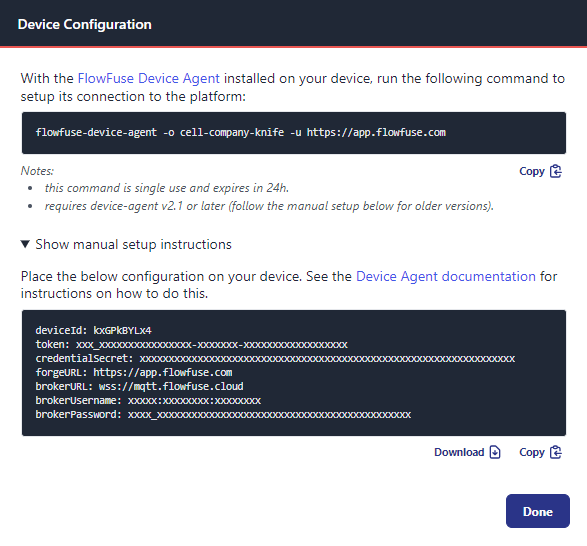 Device Configuration
With the FlowFuse Device Agent installed on your device, run the following command to
setup its connection to the platform:
flowfuse-device-agent -o cell-company-knife -u https://app.flowfuse.com
Notes:
Copy
• this command is single use and expires in 24h.
• requires device-agent v2.1 or later (follow the manual setup below for older versions).
▼ Show manual setup instructions
Place the below configuration on your device. See the Device Agent documentation for
instructions on how to do this.
deviceId: kxGPkBYLx4
token: xxx_xxxxxxxxxxxxxxxx-xxxxxxx-xxxxxxxxxxxxxxxxxx
credentialSecret: xxxxxxxxxxxxxxxxxxxxxxxxxxxxxxxxxxxxxxxxxxxxxxxxxxxxxxxxxxxxxxxxx
forgeURL: https://app.flowfuse.com
brokerURL: wss://mqtt.flowfuse.cloud
brokerUsername: xxxxx:xxxxxxxx:xxxxxxxx
brokerPassword: xxxx_xxxxxxxxxxxxxxxxxxxxxxxxxxxxxxxxxxxxxxxxxxxx
Download Copy
Done